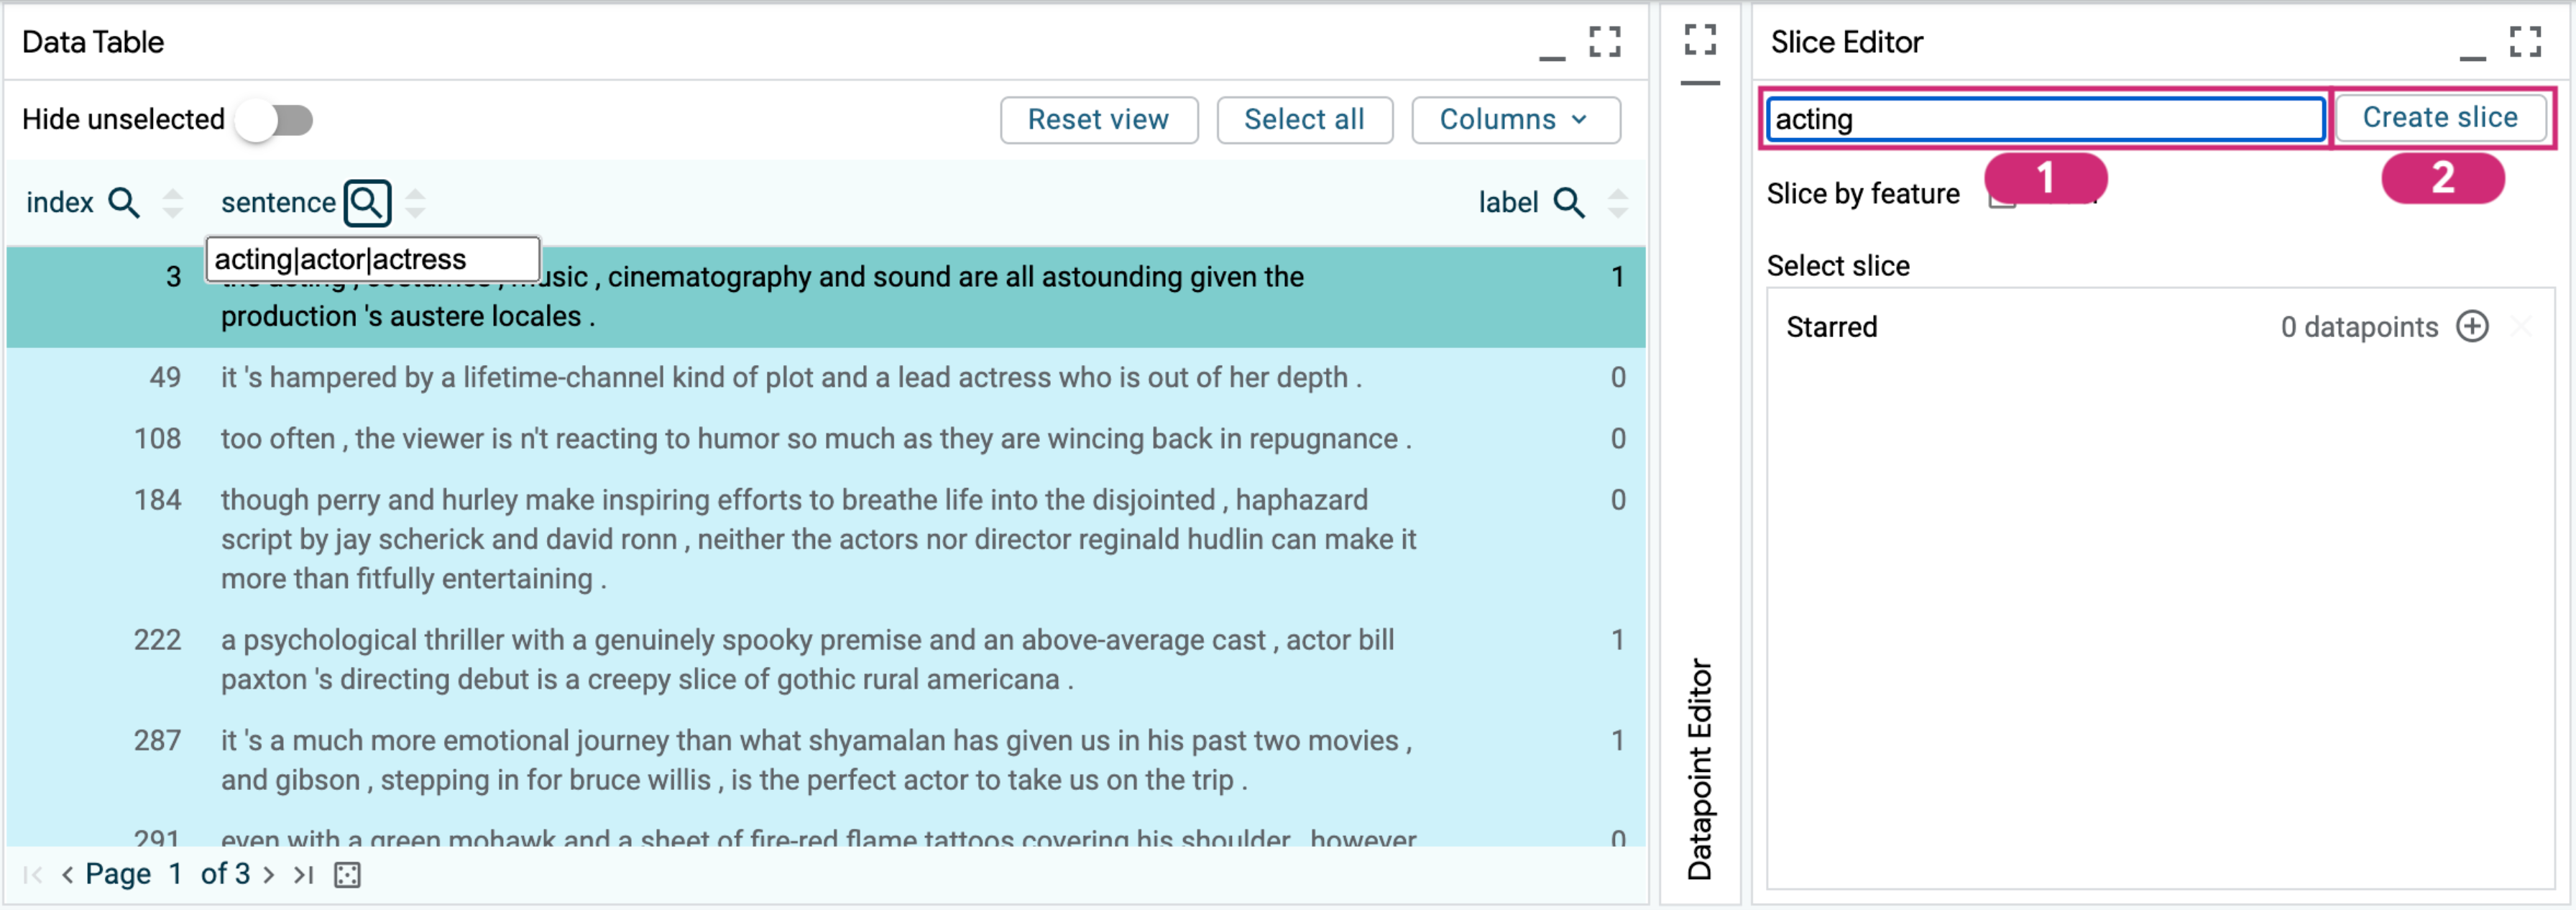 Data Table
Hide unselected
Reset view
Select all
Columns
index
sentence
label
acting|actor|actress
3
usic , cinematography and sound are all astounding given the
production 's austere locales .
1
49
it 's hampered by a lifetime-channel kind of plot and a lead actress who is out of her depth .
0
108
too often , the viewer is n't reacting to humor so much as they are wincing back in repugnance .
0
184
though perry and hurley make inspiring efforts to breathe life into the disjointed , haphazard
script by jay scherick and david ronn , neither the actors nor director reginald hudlin can make it
more than fitfully entertaining .
0
222
a psychological thriller with a genuinely spooky premise and an above-average cast , actor bill
paxton 's directing debut is a creepy slice of gothic rural americana .
1
287
it 's a much more emotional journey than what shyamalan has given us in his past two movies ,
and gibson , stepping in for bruce willis , is the perfect actor to take us on the trip .
1
291
even with a green mohawk and a sheet of fire-red flame tattoos covering his shoulder , however
0
Page 1 of 3
Datapoint Editor
Slice Editor
acting
Create slice
1
2
Slice by feature
Select slice
Starred
0 datapoints